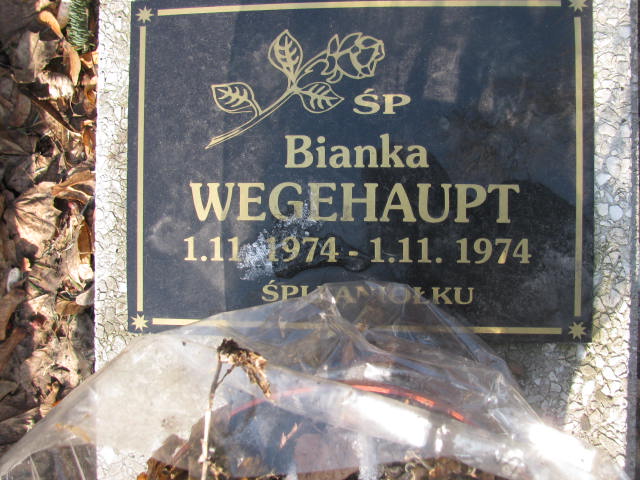 ŚP
Bianka
WEGEHAUPT
1.11. 1974 - 1.11. 1974
ŚPIJ ANIOŁKU